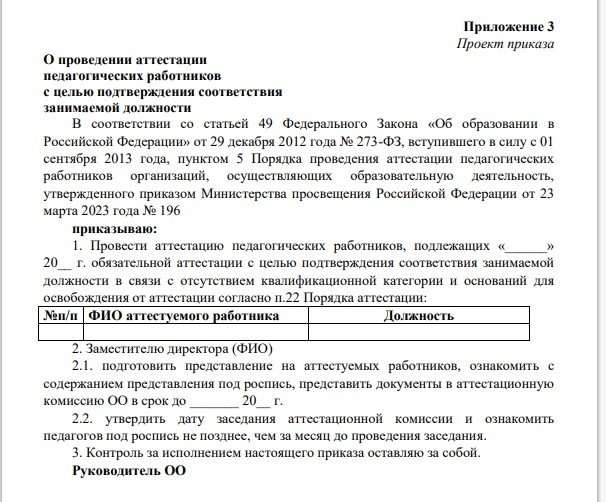 Приложение 3
Проект приказа
О проведении аттестации
педагогических работников
с целью подтверждения соответствия
занимаемой должности
В соответствии со статьей 49 Федерального Закона «Об образовании в
Российской Федерации» от 29 декабря 2012 года № 273-ФЗ, вступившего в силу с 01
сентября 2013 года, пунктом 5 Порядка проведения аттестации педагогических
работников организаций, осуществляющих образовательную деятельность,
утвержденного приказом Министерства просвещения Российской Федерации от 23
марта 2023 года № 196
приказываю:
1. Провести аттестацию педагогических работников, подлежащих «______»
20__ г. обязательной аттестации с целью подтверждения соответствия занимаемой
должности в связи с отсутствием квалификационной категории и оснований для
освобождения от аттестации согласно п.22 Порядка аттестации:
№п/п ФИО аттестуемого работника Должность
2. Заместителю директора (ФИО)
2.1. подготовить представление на аттестуемых работников, ознакомить с
содержанием представления под роспись, представить документы в аттестационную
комиссию ОО в срок до _______ 20__ г.
2.2. утвердить дату заседания аттестационной комиссии и ознакомить
педагогов под роспись не позднее, чем за месяц до проведения заседания.
3. Контроль за исполнением настоящего приказа оставляю за собой.
Руководитель ОО